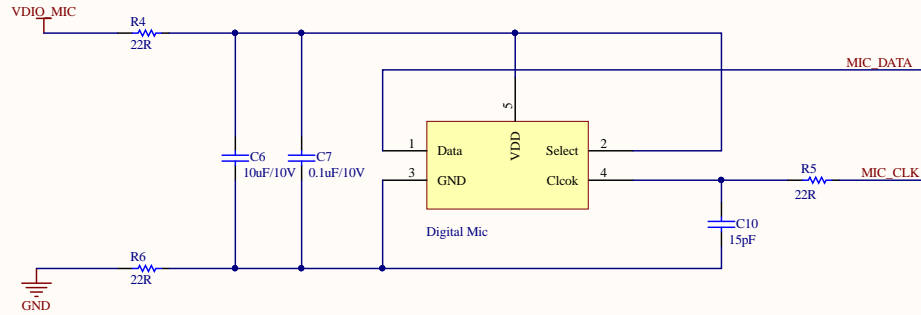 VDIO_MIC
R4
22R
MIC_DATA
5
VDD
1
Data
Select
2
C6
10uF/10V
C7
0.1uF/10V
3
GND
Clcok
4
R5
22R
MIC_CLK
Digital Mic
C10
15pF
R6
22R
GND